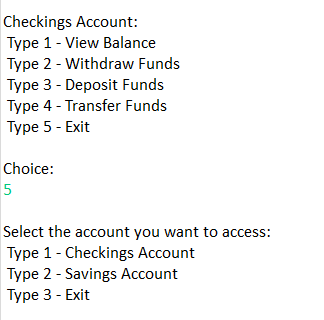 Checkings Account:
Type 1 - View Balance
Type 2 - Withdraw Funds
Type 3 - Deposit Funds
Type 4 - Transfer Funds
Type 5 - Exit
Choice:
5
Select the account you want to access:
Type 1 - Checkings Account
Type 2 - Savings Account
Type 3 - Exit